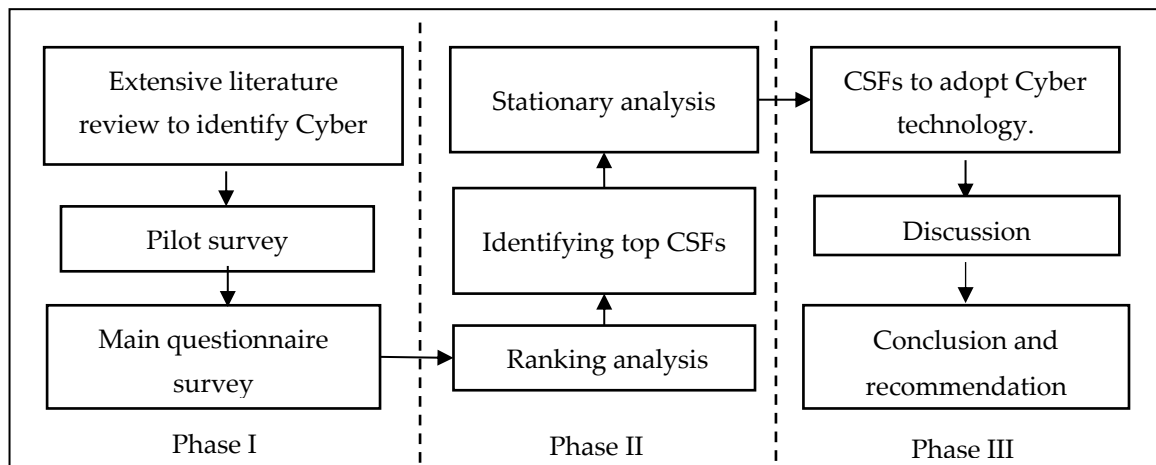 Extensive literature
review to identify Cyber
Pilot survey
Main questionnaire
survey
Phase I
Stationary analysis
Identifying top CSFs
Ranking analysis
Phase II
CSFs to adopt Cyber
technology.
Discussion
Conclusion and
recommendation
Phase III